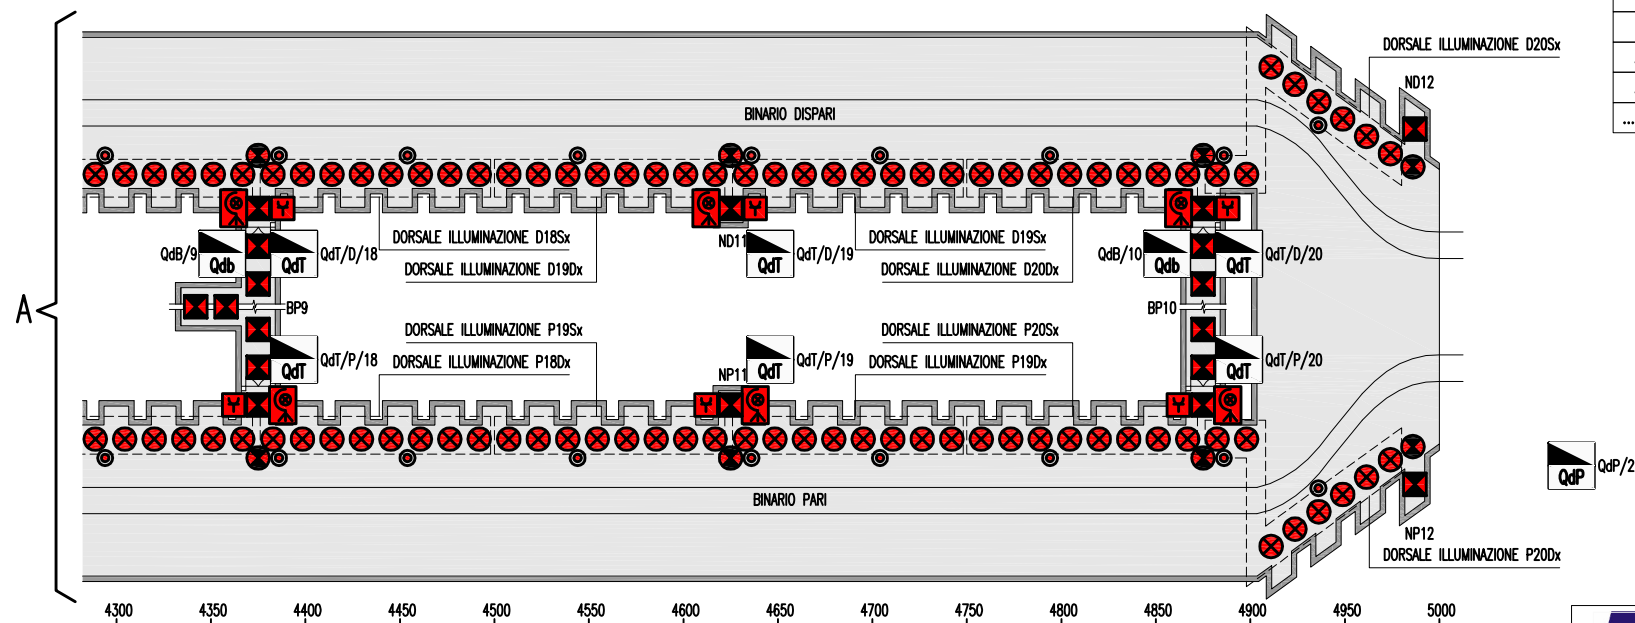 DORSALE ILLUMINAZIONE D20Sx
ND12
...
BINARIO DISPARI
QdB/9
Qdb
QdT
QdT/D/18
DORSALE ILLUMINAZIONE D18Sx
DORSALE ILLUMINAZIONE D19Dx
ND11
QdT
QdT/D/19
DORSALE ILLUMINAZIONE D19Sx
DORSALE ILLUMINAZIONE D20Dx
QdB/10
Qdb
QdT
QdT/D/20
A
BP9
BP10
QdT
QdT/P/18
DORSALE ILLUMINAZIONE P19Sx
DORSALE ILLUMINAZIONE P18Dx
NP11
QdT
QdT/P/19
DORSALE ILLUMINAZIONE P20Sx
DORSALE ILLUMINAZIONE P19Dx
QdT
QdT/P/20
QdP
QdP/2
BINARIO PARI
NP12
DORSALE ILLUMINAZIONE P20Dx
4300 4350 4400 4450 4500 4550 4600 4650 4700 4750 4800 4850 4900 4950 5000